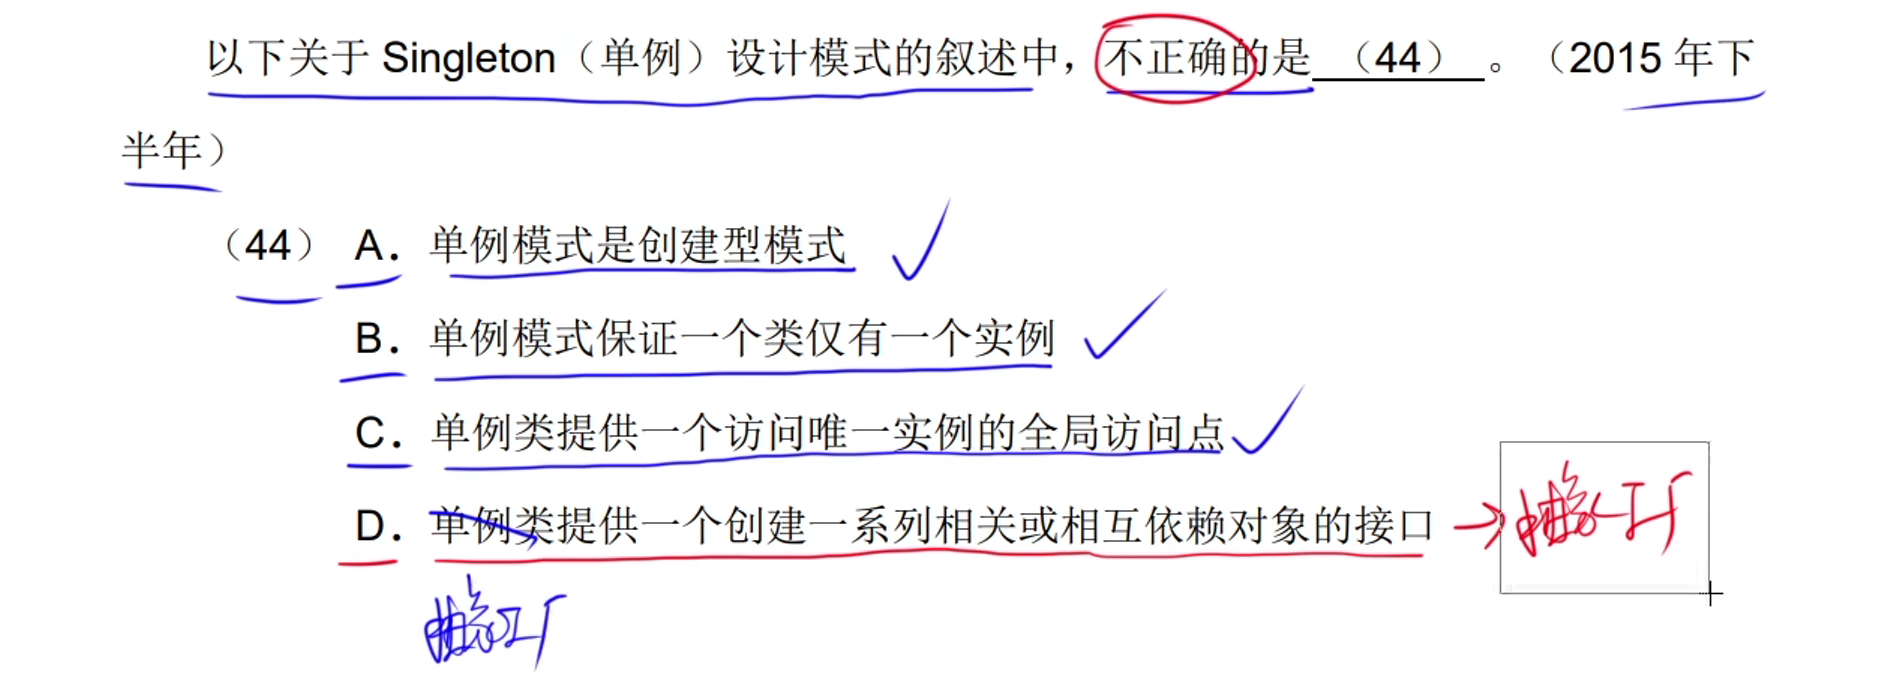 以下关于 Singleton（单例）设计模式的叙述中，不正确的是 （44） 。（2015 年下
半年）
（44） A．单例模式是创建型模式
B．单例模式保证一个类仅有一个实例
C．单例类提供一个访问唯一实例的全局访问点
D．单例类提供一个创建一系列相关或相互依赖对象的接口 →抽象工厂
抽象工厂